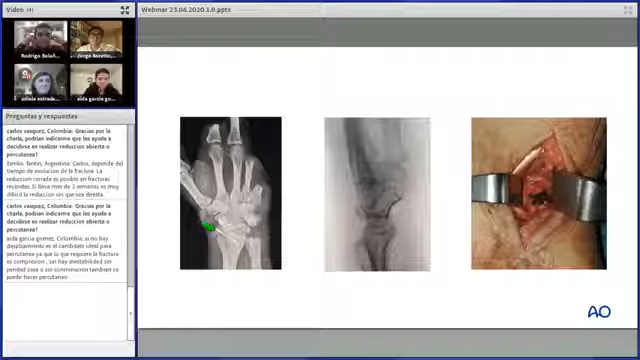 Video (4)
Rodrigo Bolañ...
Jorge Boretto,...
adiela estrada...
aida garcia go...
Preguntas y respuestas
carlos vasquez, Colombia: Gracias por la
charla, podrian indicarme que les ayuda a
decidirse en realizar reduccion abierta o
percutanea?
Emilio fantin, Argentina: Carlos, depende del
tiempo de evolucion de la fractura. La
reduccion cerrada es posible en fracturas
recientes. Si lleva mas de 2 semanas es muy
dificil la reduccion sin que sea directa.
carlos vasquez, Colombia: Gracias por la
charla, podrian indicarme que les ayuda a
decidirse en realizar reduccion abierta o
percutanea?
aida garcia gomez, Colombia: si no hay
desplazamiento es el candidato ideal para
percutanea ya que lo que requiere la fractura
es compresion , sin hay inestabilidad sin
perdida osea o sin conminucion tambien se
puede hacer percutaneo
Webinar 23.06.2020.1.0.pptx
AO